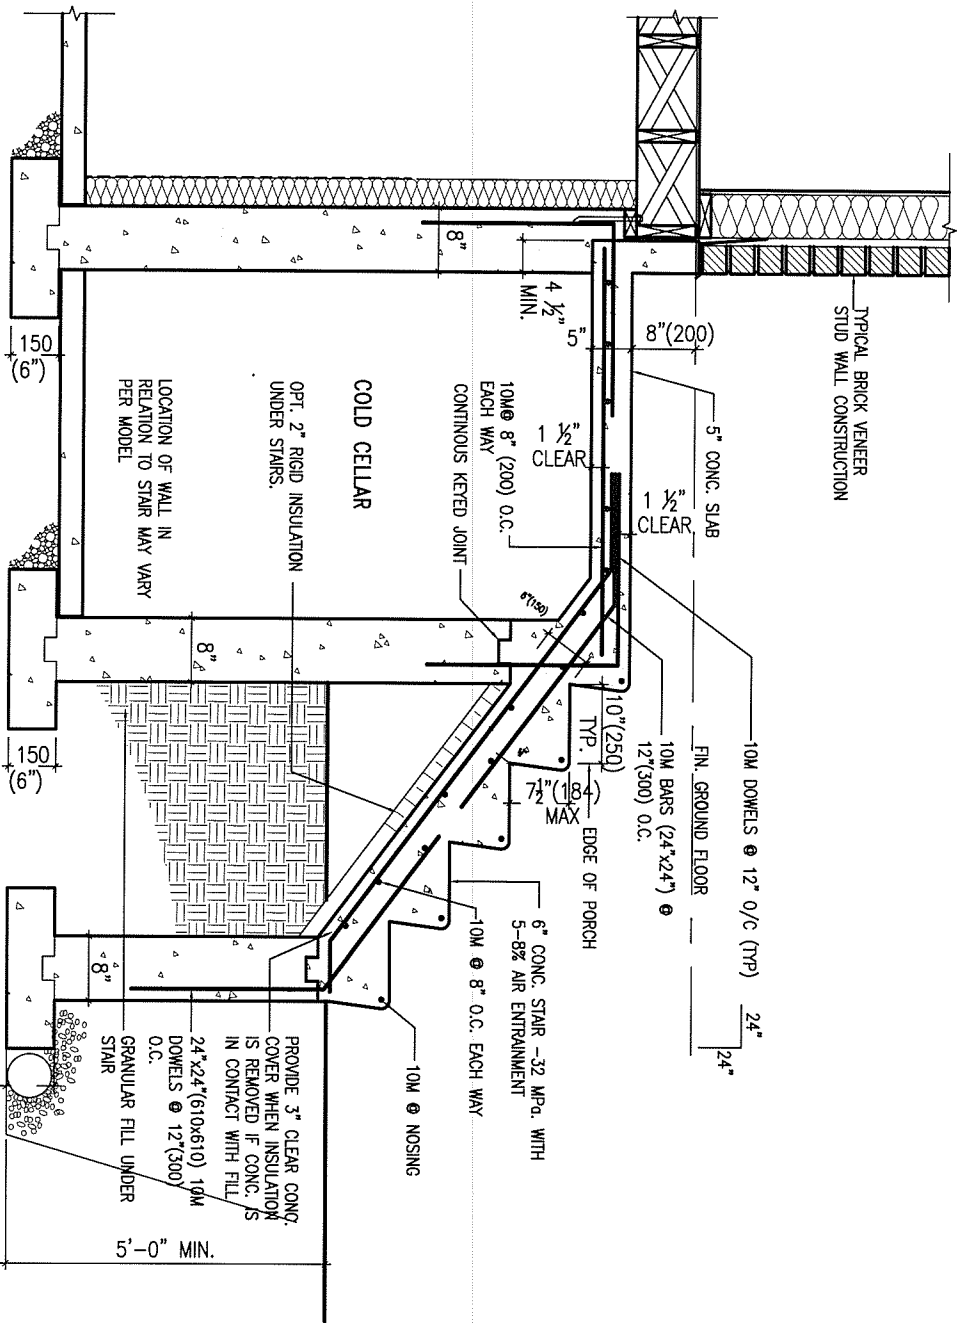 TYPICAL BRICK VENEER
STUD WALL CONSTRUCTION
8"(200)
5"
4 ½"
MIN.
8"
5" CONC. SLAB
1 ½"
CLEAR
1 ½"
CLEAR
10M DOWELS @ 12" O/C (TYP)
24"
24"
FIN. GROUND FLOOR
10M BARS (24"x24") @
12"(300) O.C.
10M@ 8" (200) O.C.
EACH WAY
CONTINOUS KEYED JOINT
COLD CELLAR
OPT. 2" RIGID INSULATION
UNDER STAIRS.
LOCATION OF WALL IN
RELATION TO STAIR MAY VARY
PER MODEL
150
(6")
6"(150)
10"(250)
TYP.
7½"(184)
MAX
EDGE OF PORCH
6" CONC. STAIR -32 MPa. WITH
5-8% AIR ENTRAINMENT
10M @ 8" O.C. EACH WAY
10M @ NOSING
8"
150
(6")
8"
PROVIDE 3" CLEAR CONC.
COVER WHEN INSULATION
IS REMOVED IF CONC. IS
IN CONTACT WITH FILL
24"x24"(610x610) 10M
DOWELS @ 12"(300)
O.C.
GRANULAR FILL UNDER
STAIR
5'-0" MIN.